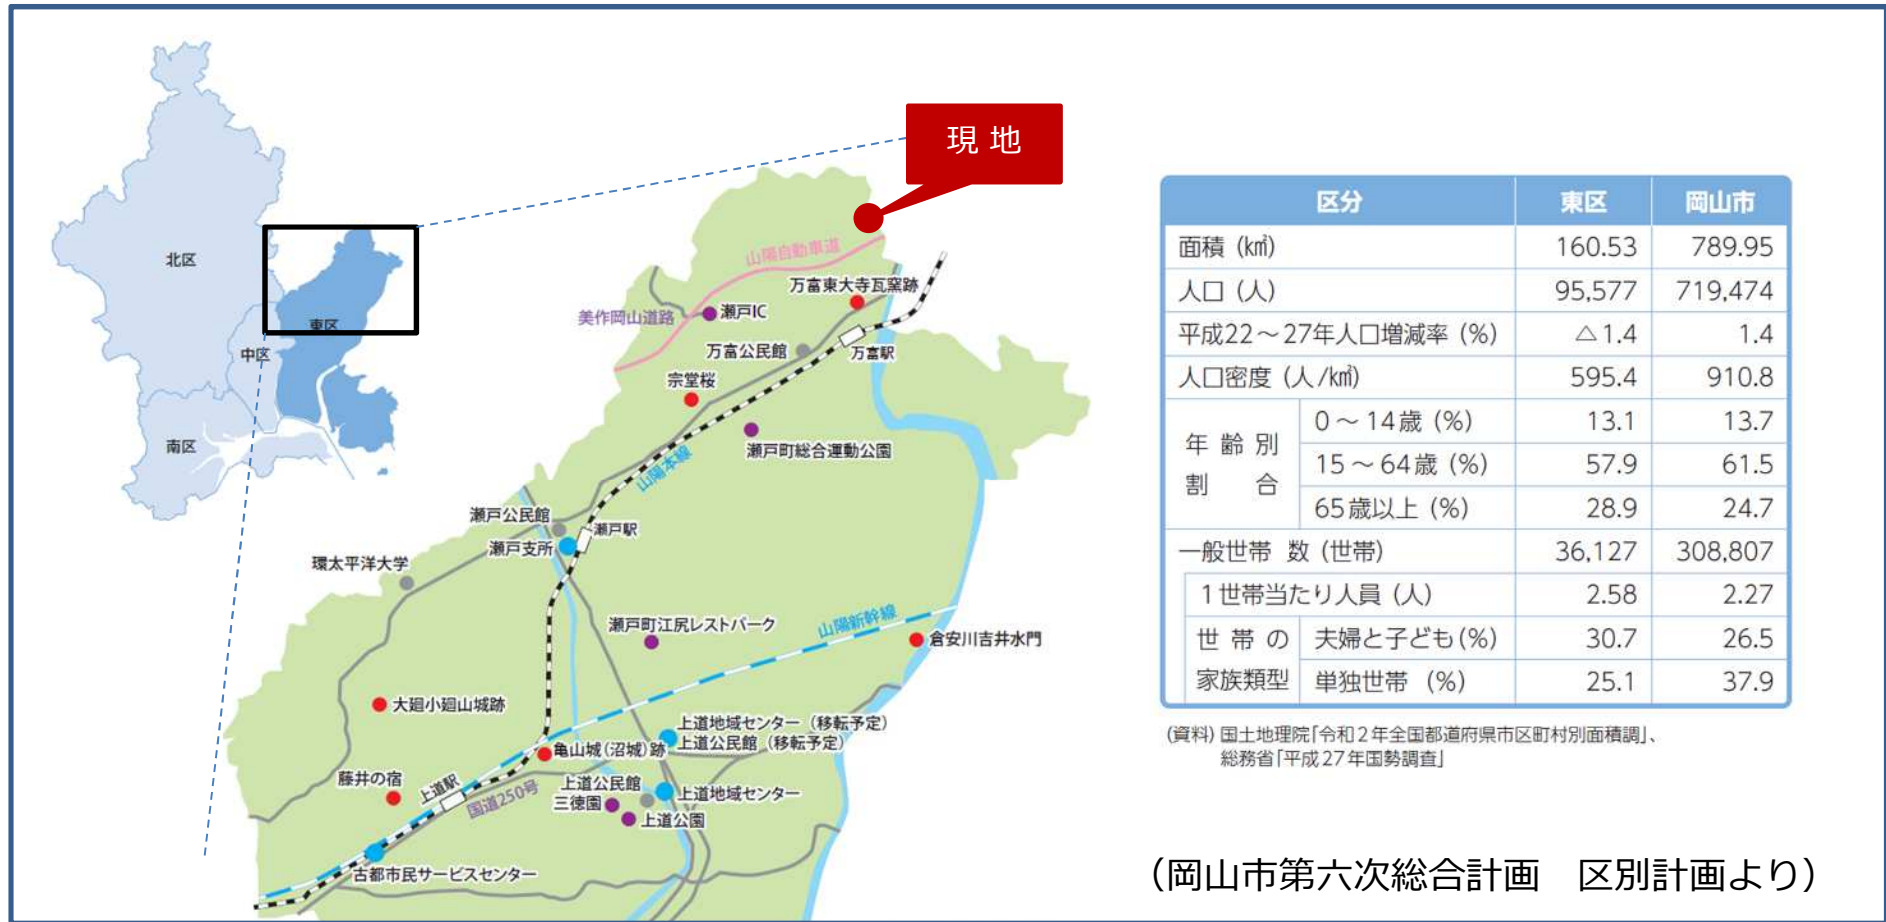 北区
東区
中区
南区
現 地
山陽自動車道
万富東大寺瓦窯跡
美作岡山道路
瀬戸IC
万富公民館
万富駅
宗堂桜
瀬戸町総合運動公園
山陽本線
瀬戸公民館
瀬戸駅
瀬戸支所
環太平洋大学
瀬戸町江尻レストパーク
山陽新幹線
倉安川吉井水門
大廻小廻山城跡
上道地域センター（移転予定）
上道公民館（移転予定）
亀山城(沼城)跡
藤井の宿
上道駅
国道250号
上道公民館
上道地域センター
三徳園
上道公園
古都市民サービスセンター
区分 東区 岡山市
面積（㎢） 160.53 789.95
人口（人） 95,577 719,474
平成22～27年人口増減率（%） △1.4 1.4
人口密度（人/㎢） 595.4 910.8
年齢別割合
0～14歳（%） 13.1 13.7
15～64歳（%） 57.9 61.5
65歳以上（%） 28.9 24.7
一般世帯 数（世帯） 36,127 308,807
1世帯当たり人員（人） 2.58 2.27
世帯の家族類型
夫婦と子ども(%) 30.7 26.5
単独世帯 （%） 25.1 37.9
(資料) 国土地理院「令和2年全国都道府県市区町村別面積調」、
総務省「平成27年国勢調査」
（岡山市第六次総合計画　区別計画より）